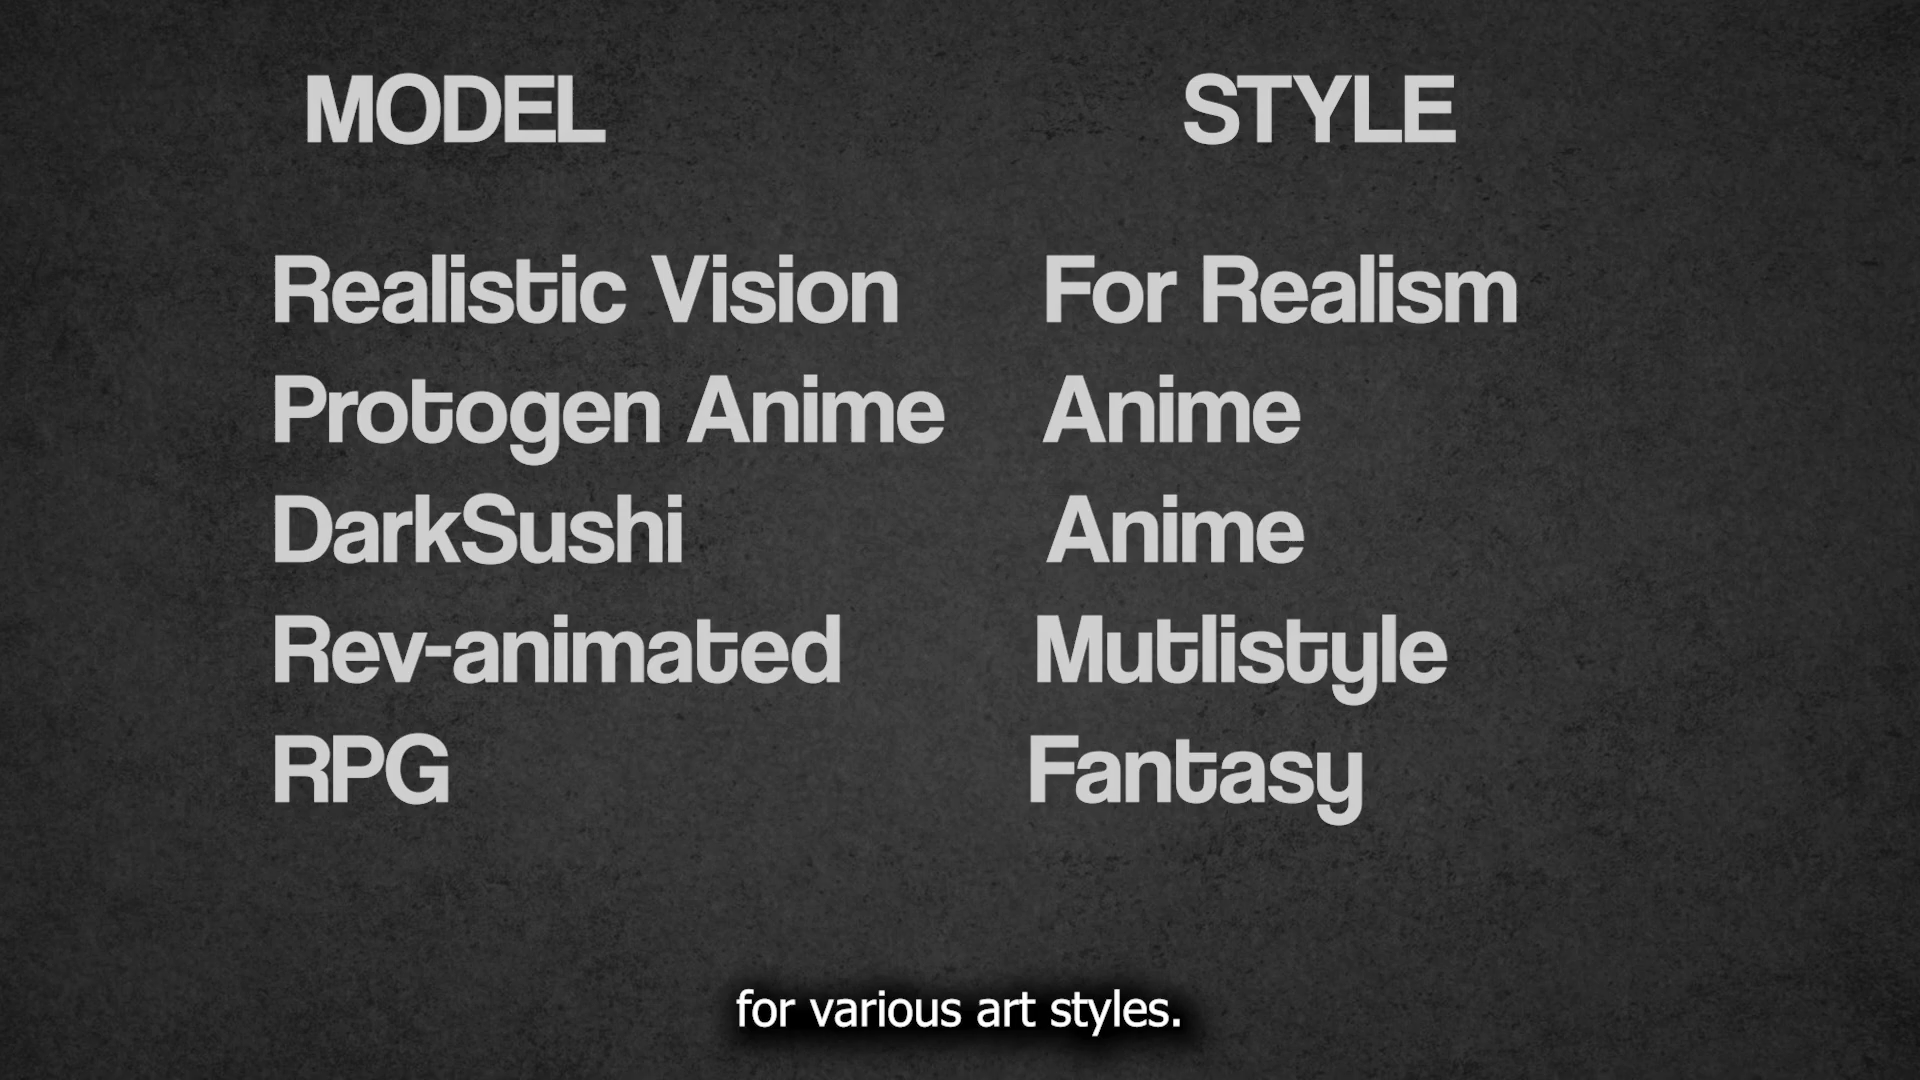 MODEL STYLE
Realistic Vision For Realism
Protogen Anime Anime
DarkSushi Anime
Rev-animated Mutlistyle
RPG Fantasy
for various art styles.